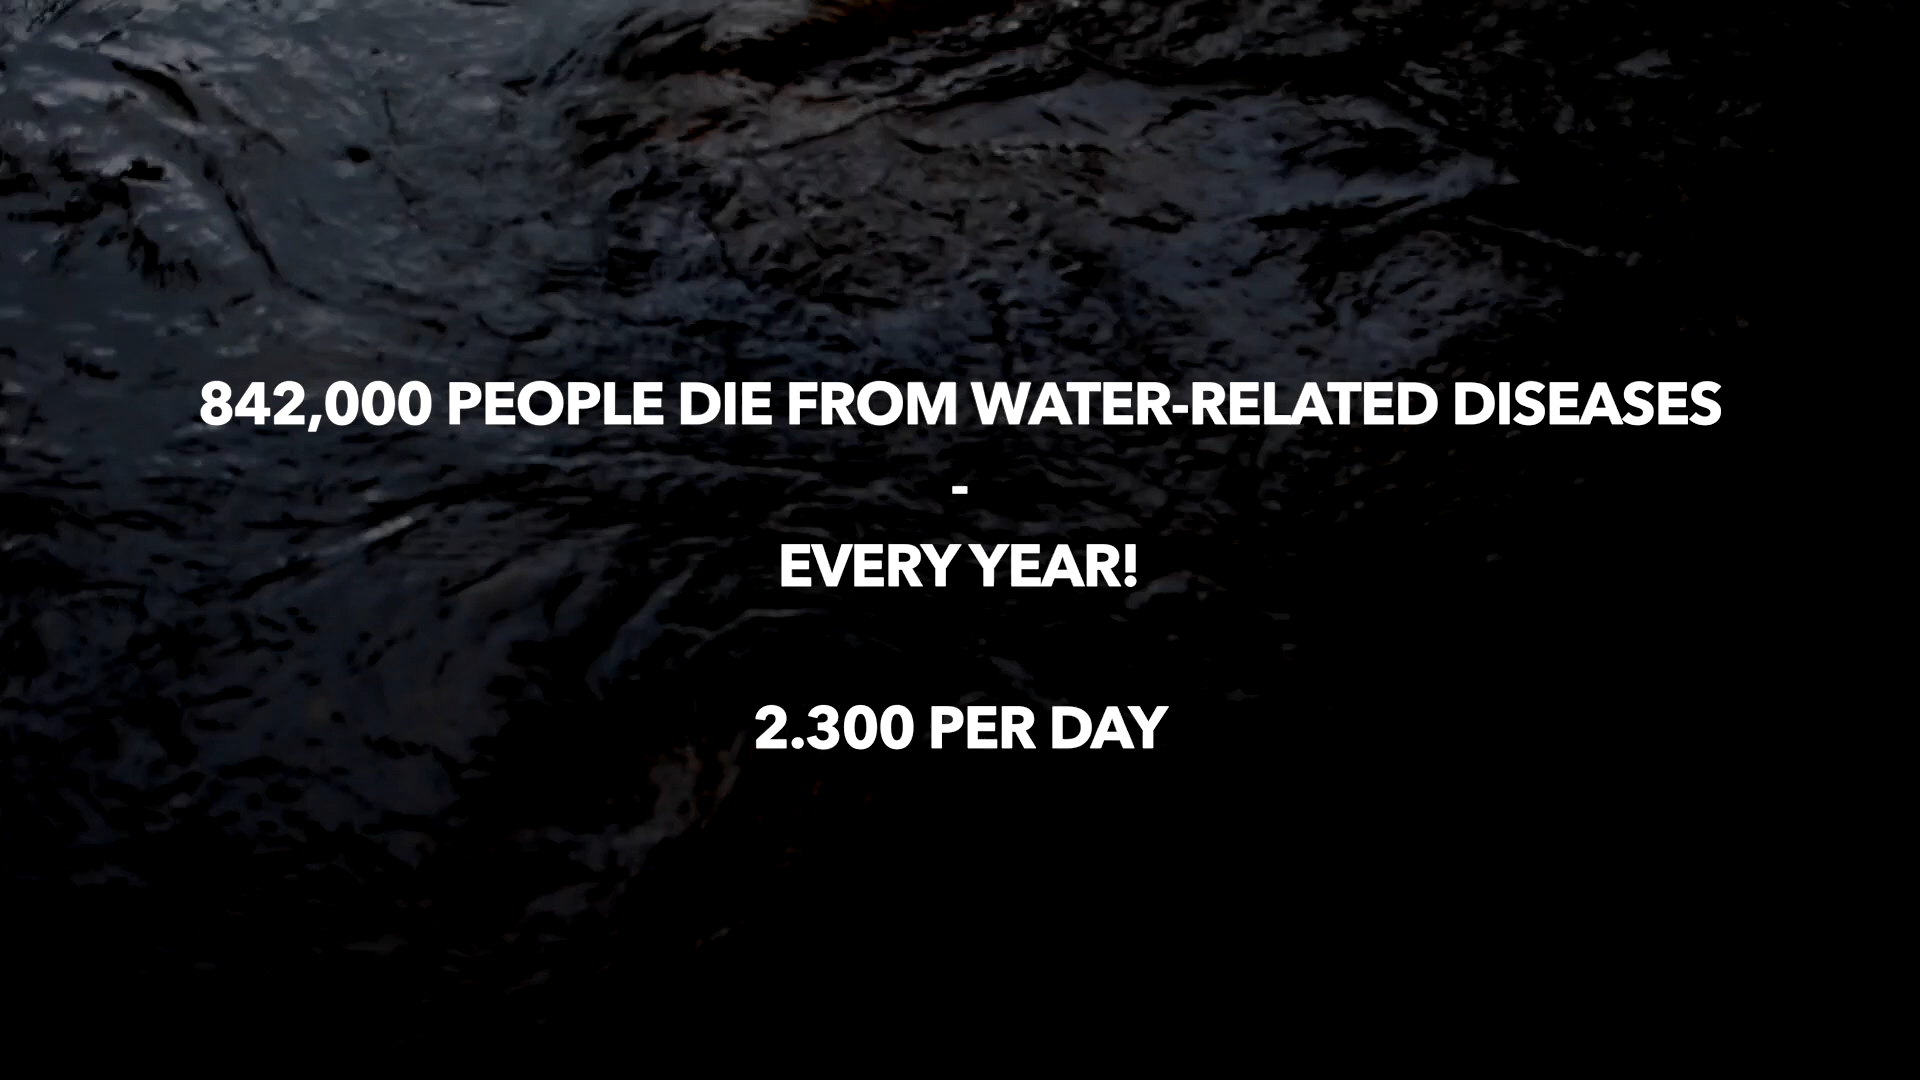 842,000 PEOPLE DIE FROM WATER-RELATED DISEASES
-
EVERY YEAR!
2.300 PER DAY